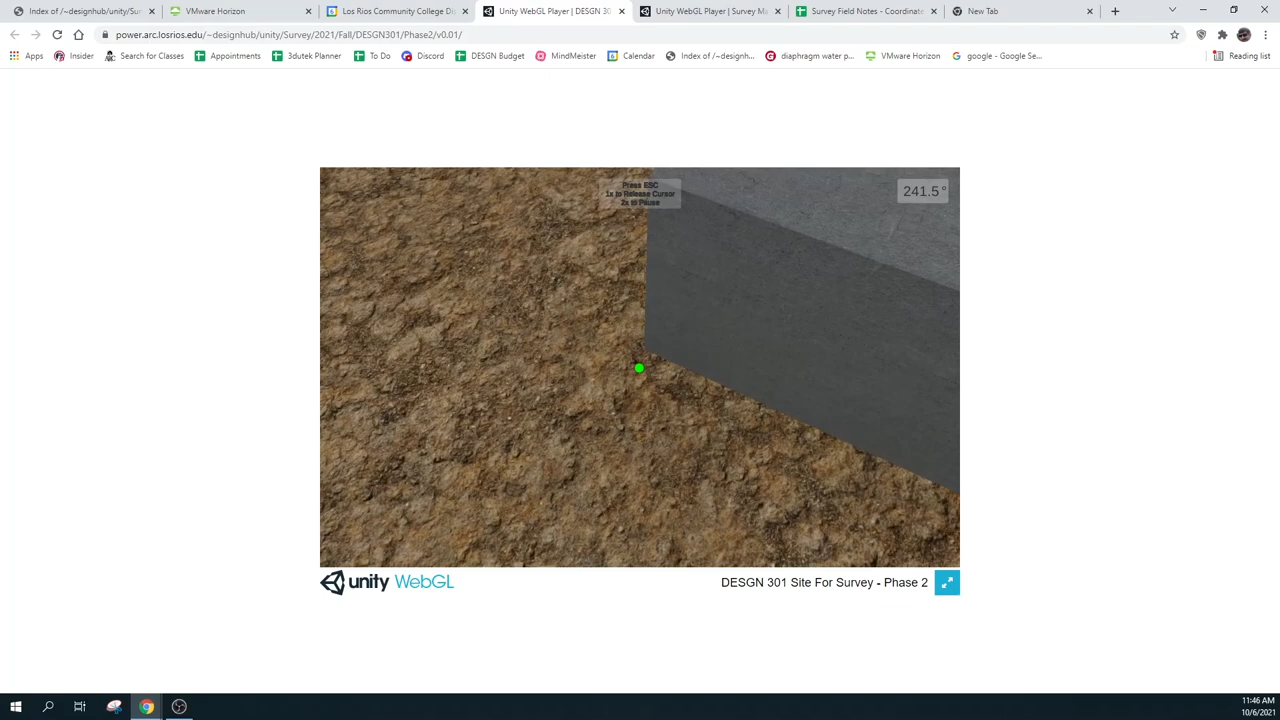 Index of /~designhub/unity/Sur
VMware Horizon
Los Rios Community College Di
Unity WebGL Player | DESGN 30
Unity WebGL Player | Survey Ma
Survey Field Notes - Coordinate
New Tab
power.arc.losrios.edu/~designhub/unity/Survey/2021/Fall/DESGN301/Phase2/v0.01/
Apps
Insider
Search for Classes
Appointments
3dutek Planner
To Do
Discord
DESGN Budget
MindMeister
Calendar
Index of /~designh...
diaphragm water p...
VMware Horizon
google - Google Se...
Reading list
Press ESC
1x to Release Cursor
2x to Pause
241.5°
unity WebGL
DESGN 301 Site For Survey - Phase 2
11:46 AM
10/6/2021